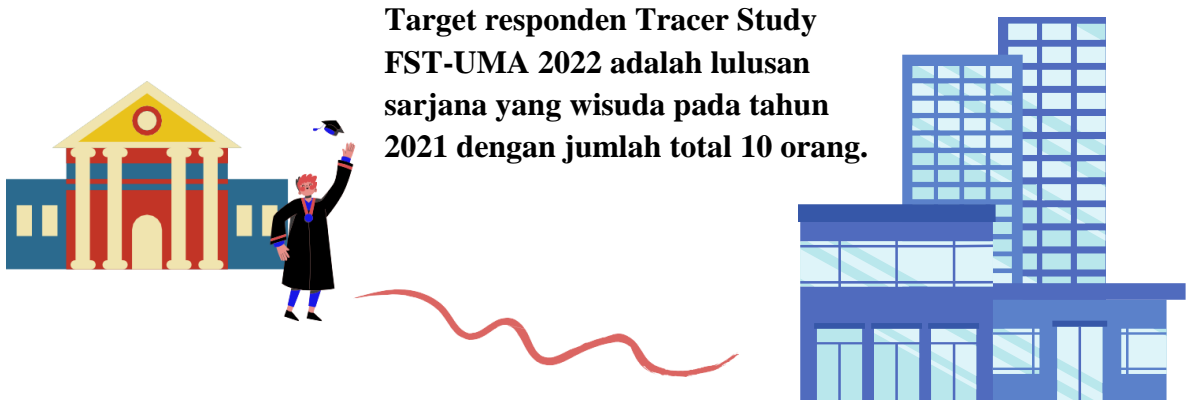 Target responden Tracer Study
FST-UMA 2022 adalah lulusan
sarjana yang wisuda pada tahun
2021 dengan jumlah total 10 orang.